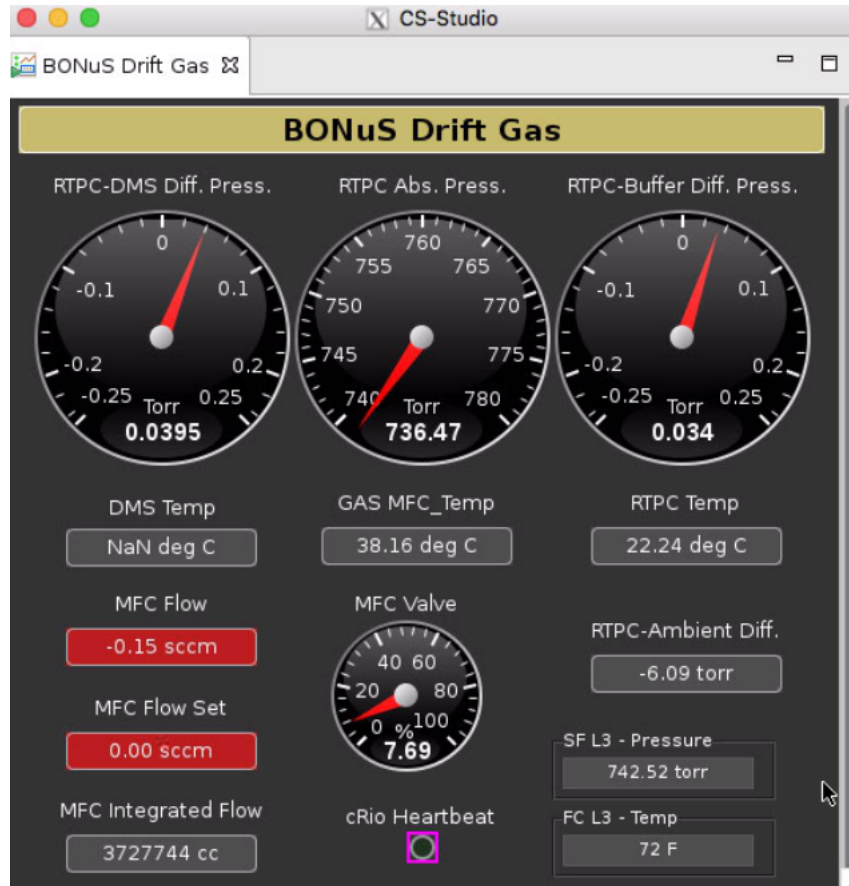 CS-Studio
BONuS Drift Gas
BONuS Drift Gas
RTPC-DMS Diff. Press.
RTPC Abs. Press.
RTPC-Buffer Diff. Press.
0
-0.1 0.1
-0.2 0.2
-0.25 0.25
Torr
0.0395
760
755 765
750 770
745 775
740 780
Torr
736.47
0
-0.1 0.1
-0.2 0.2
-0.25 0.25
Torr
0.034
DMS Temp
NaN deg C
GAS MFC_Temp
38.16 deg C
RTPC Temp
22.24 deg C
MFC Flow
-0.15 sccm
MFC Valve
40 60
20 80
0 100
%
7.69
RTPC-Ambient Diff.
-6.09 torr
MFC Flow Set
0.00 sccm
SF L3 - Pressure
742.52 torr
MFC Integrated Flow
3727744 cc
cRio Heartbeat
FC L3 - Temp
72 F